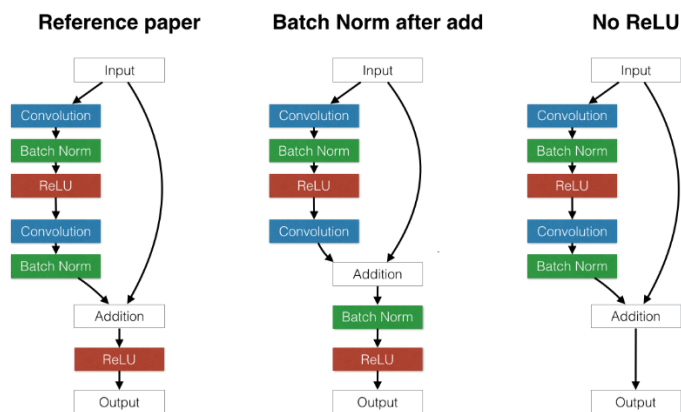 Reference paper
Input
Convolution
Batch Norm
ReLU
Convolution
Batch Norm
Addition
ReLU
Output
Batch Norm after add
Input
Convolution
Batch Norm
ReLU
Convolution
Addition
Batch Norm
ReLU
Output
No ReLU
Input
Convolution
Batch Norm
ReLU
Convolution
Batch Norm
Addition
Output